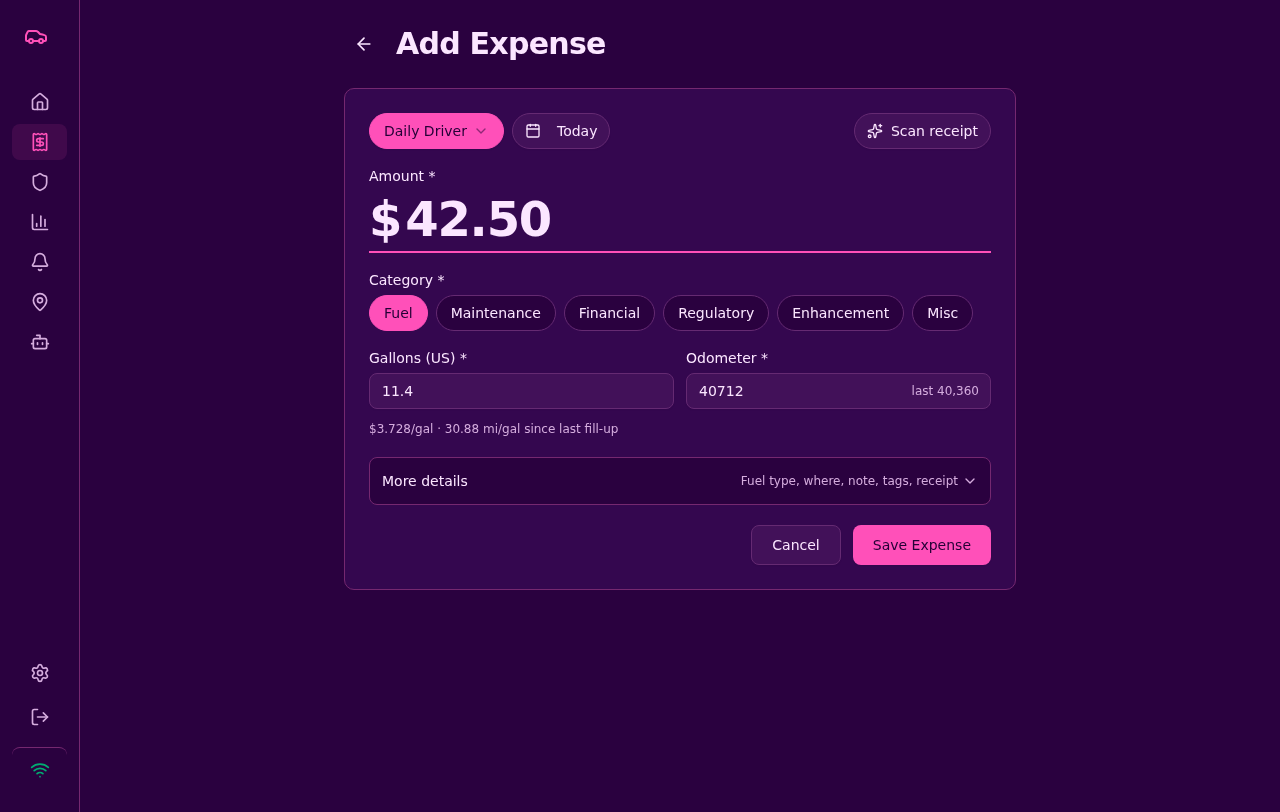 Add Expense
Daily Driver
Today
Scan receipt
Amount *
$42.50
Category *
Fuel
Maintenance
Financial
Regulatory
Enhancement
Misc
Gallons (US) *
Odometer *
11.4
40712
last 40,360
$3.728/gal · 30.88 mi/gal since last fill-up
More details
Fuel type, where, note, tags, receipt
Cancel
Save Expense